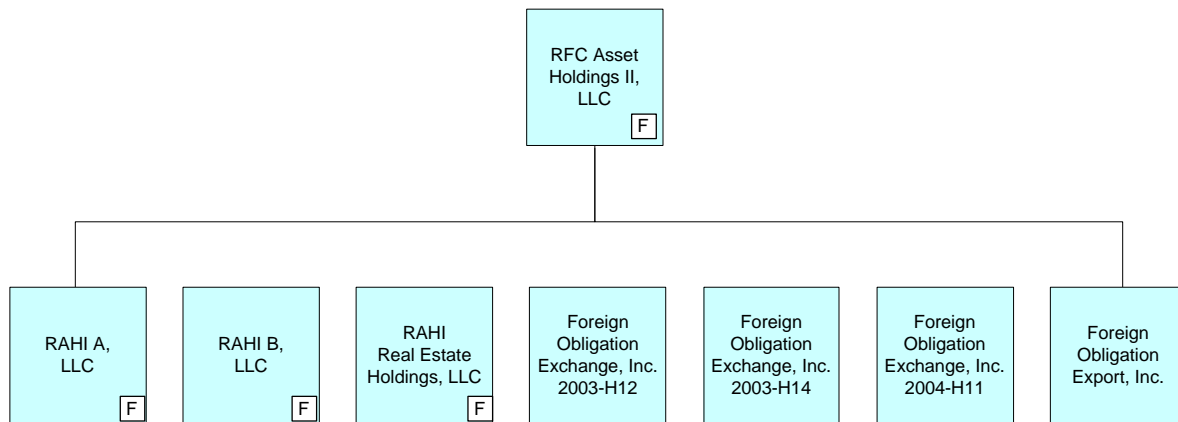 RFC Asset
Holdings II,
LLC
F
RAHI A,
LLC
F
RAHI B,
LLC
F
RAHI
Real Estate
Holdings, LLC
F
Foreign
Obligation
Exchange, Inc.
2003-H12
Foreign
Obligation
Exchange, Inc.
2003-H14
Foreign
Obligation
Exchange, Inc.
2004-H11
Foreign
Obligation
Export, Inc.